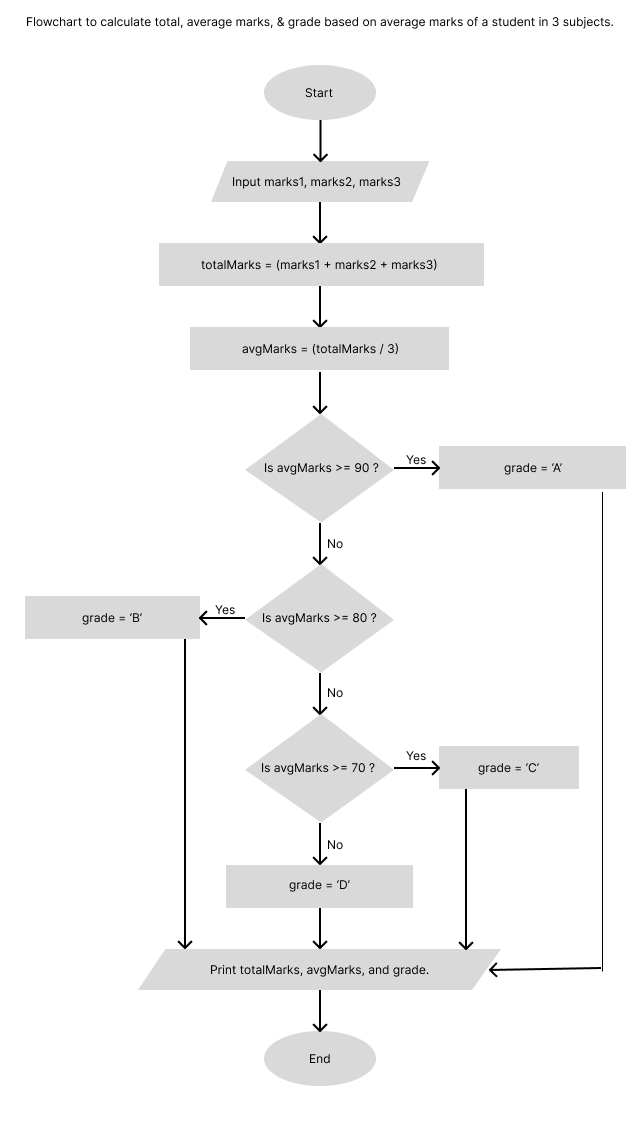 Flowchart to calculate total, average marks, & grade based on average marks of a student in 3 subjects.
Start
Input marks1, marks2, marks3
totalMarks = (marks1 + marks2 + marks3)
avgMarks = (totalMarks / 3)
Is avgMarks >= 90 ?
Yes
grade = ‘A’
No
Is avgMarks >= 80 ?
Yes
grade = ‘B’
No
Is avgMarks >= 70 ?
Yes
grade = ‘C’
No
grade = ‘D’
Print totalMarks, avgMarks, and grade.
End